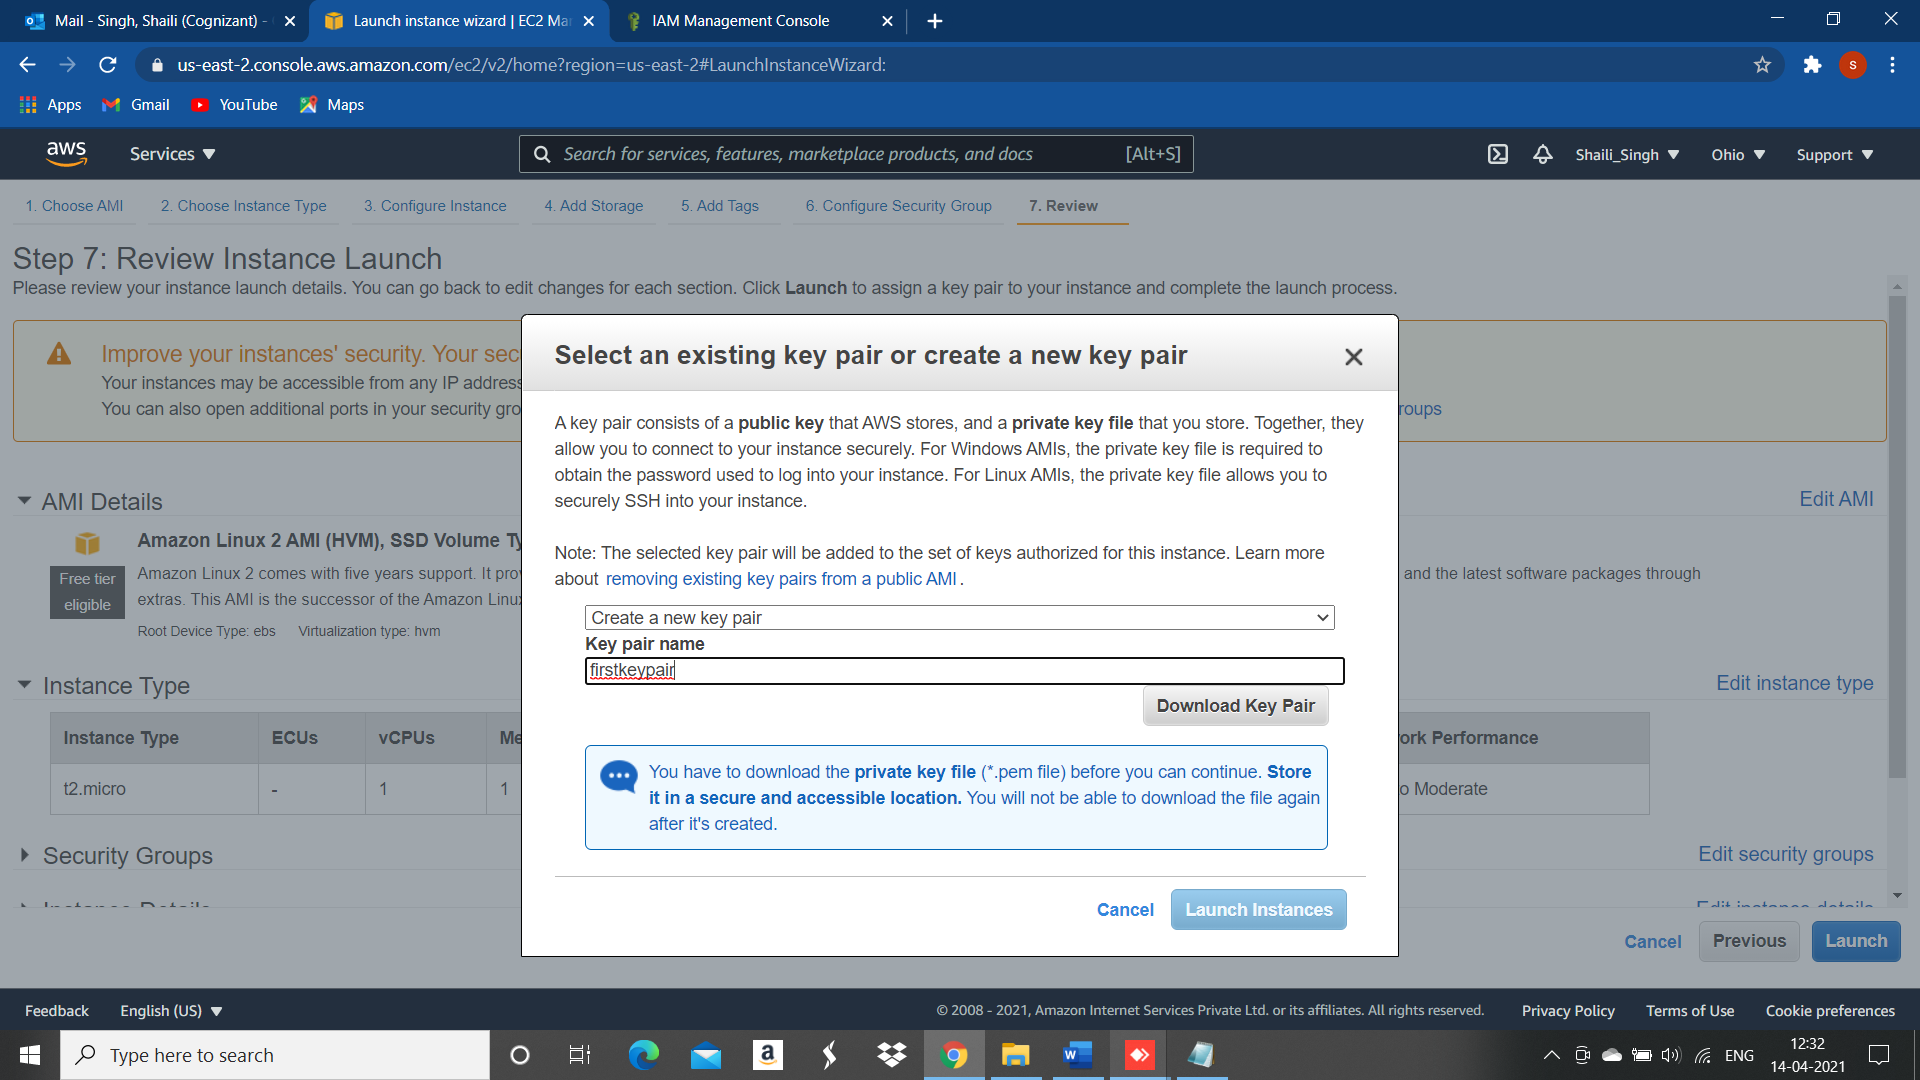 Mail - Singh, Shaili (Cognizant) -
Launch instance wizard | EC2 Mar
IAM Management Console
us-east-2.console.aws.amazon.com/ec2/v2/home?region=us-east-2#LaunchInstanceWizard:
S
Apps Gmail YouTube Maps
aws Services Search for services, features, marketplace products, and docs [Alt+S] Shaili_Singh Ohio Support
1. Choose AMI 2. Choose Instance Type 3. Configure Instance 4. Add Storage 5. Add Tags 6. Configure Security Group 7. Review
Step 7: Review Instance Launch
Please review your instance launch details. You can go back to edit changes for each section. Click Launch to assign a key pair to your instance and complete the launch process.
Improve your instances' security. Your sec
Your instances may be accessible from any IP address
You can also open additional ports in your security gro
roups
AMI Details
Edit AMI
Amazon Linux 2 AMI (HVM), SSD Volume Ty
Free tier
eligible
Amazon Linux 2 comes with five years support. It prov
and the latest software packages through
extras. This AMI is the successor of the Amazon Linux
Root Device Type: ebs Virtualization type: hvm
Instance Type
Edit instance type
Instance Type ECUs vCPUs Me
ork Performance
t2.micro - 1 1
o Moderate
Security Groups
Edit security groups
Instance Details
Edit instance details
Cancel Previous Launch
Select an existing key pair or create a new key pair
A key pair consists of a public key that AWS stores, and a private key file that you store. Together, they
allow you to connect to your instance securely. For Windows AMIs, the private key file is required to
obtain the password used to log into your instance. For Linux AMIs, the private key file allows you to
securely SSH into your instance.
Note: The selected key pair will be added to the set of keys authorized for this instance. Learn more
about removing existing key pairs from a public AMI .
Create a new key pair
Key pair name
firstkeypair
Download Key Pair
You have to download the private key file (*.pem file) before you can continue. Store
it in a secure and accessible location. You will not be able to download the file again
after it's created.
Cancel Launch Instances
Feedback English (US) © 2008 - 2021, Amazon Internet Services Private Ltd. or its affiliates. All rights reserved. Privacy Policy Terms of Use Cookie preferences
Type here to search
ENG
12:32
14-04-2021